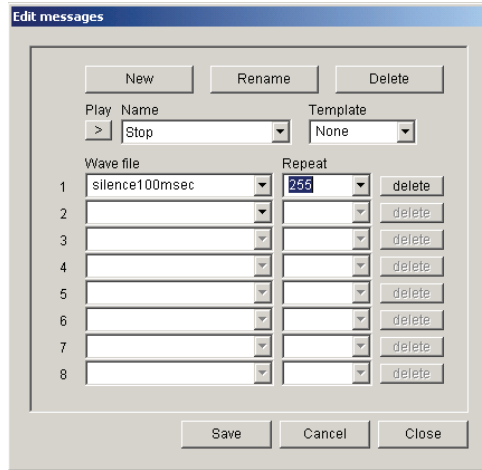 Edit messages
New Rename Delete
Play Name Template
> Stop None
Wave file Repeat
1 silence100msec 255 delete
2 delete
3 delete
4 delete
5 delete
6 delete
7 delete
8 delete
Save Cancel Close